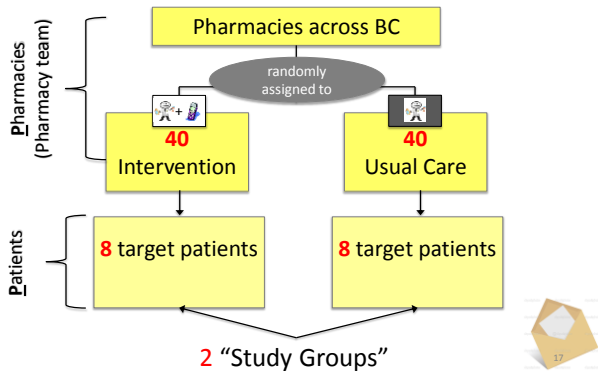 Pharmacies across BC
Pharmacies
(Pharmacy team)
randomly
assigned to
+
40
Intervention
40
Usual Care
Patients
8 target patients
8 target patients
2 “Study Groups”
17